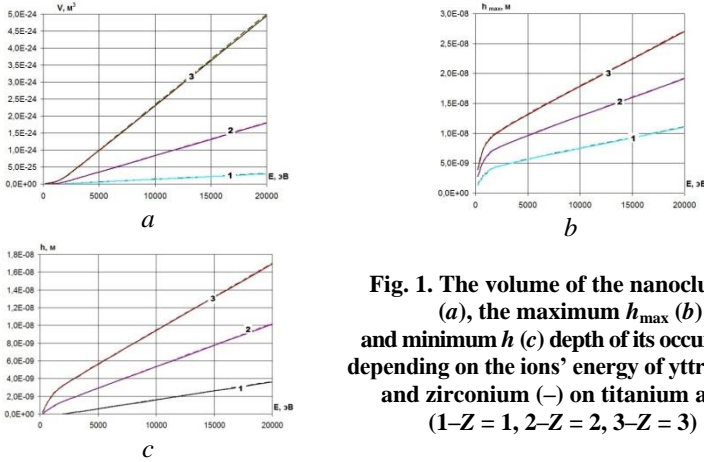 V, м³
5,0E-24
4,5E-24
4,0E-24
3,5E-24
3,0E-24
2,5E-24
2,0E-24
1,5E-24
1,0E-24
5,0E-25
0,0E+00
3
2
1
E, эВ
0 5000 10000 15000 20000
a
h max, м
3,0E-08
2,5E-08
2,0E-08
1,5E-08
1,0E-08
5,0E-09
0,0E+00
3
2
1
E, эВ
0 5000 10000 15000 20000
b
h, м
1,8E-08
1,6E-08
1,4E-08
1,2E-08
1,0E-08
8,0E-09
6,0E-09
4,0E-09
2,0E-09
0,0E+00
3
2
1
E, эВ
0 5000 10000 15000 20000
c
Fig. 1. The volume of the
(a), the maximum hmax (b)
and minimum h (c) depth of its
depending on the ions' energy of
and zirconium (–) on titanium
(1–Z = 1, 2–Z = 2, 3–Z = 3)